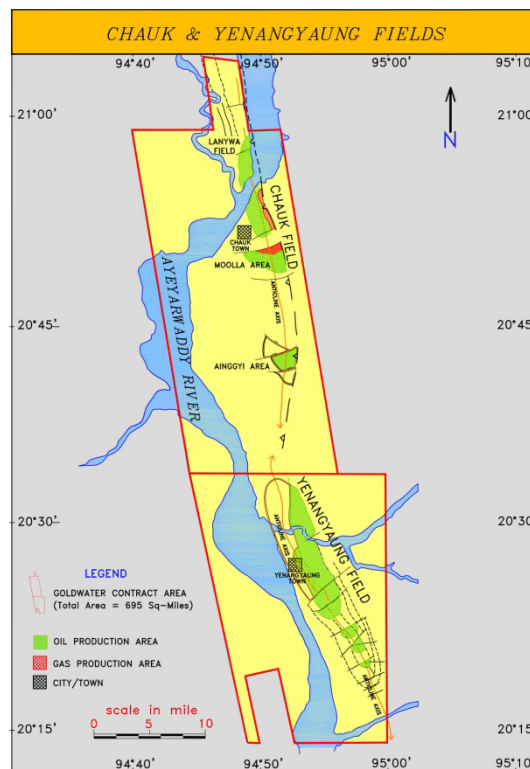 CHAUK & YENANGYAUNG FIELDS
94°40' 94°50' 95°00' 95°10'
21°00' 21°00'
N
LANYWA
FIELD
CHAUK FIELD
CHAUK
TOWN
MOOLLA AREA
ANTICLINE AXIS
AYEYARWADDY RIVER
20°45' 20°45'
AINGGYI AREA
YENANGYAUNG FIELD
20°30' 20°30'
ANTICLINE AXIS
YENANGTAUNG
TOWN
LEGEND
GOLDWATER CONTRACT AREA
(Total Area = 695 Sq-Miles)
OIL PRODUCTION AREA
GAS PRODUCTION AREA
CITY/TOWN
ANTICLINE AXIS
scale in mile
0 5 10
20°15' 20°15'
94°40' 94°50' 95°00' 95°10'